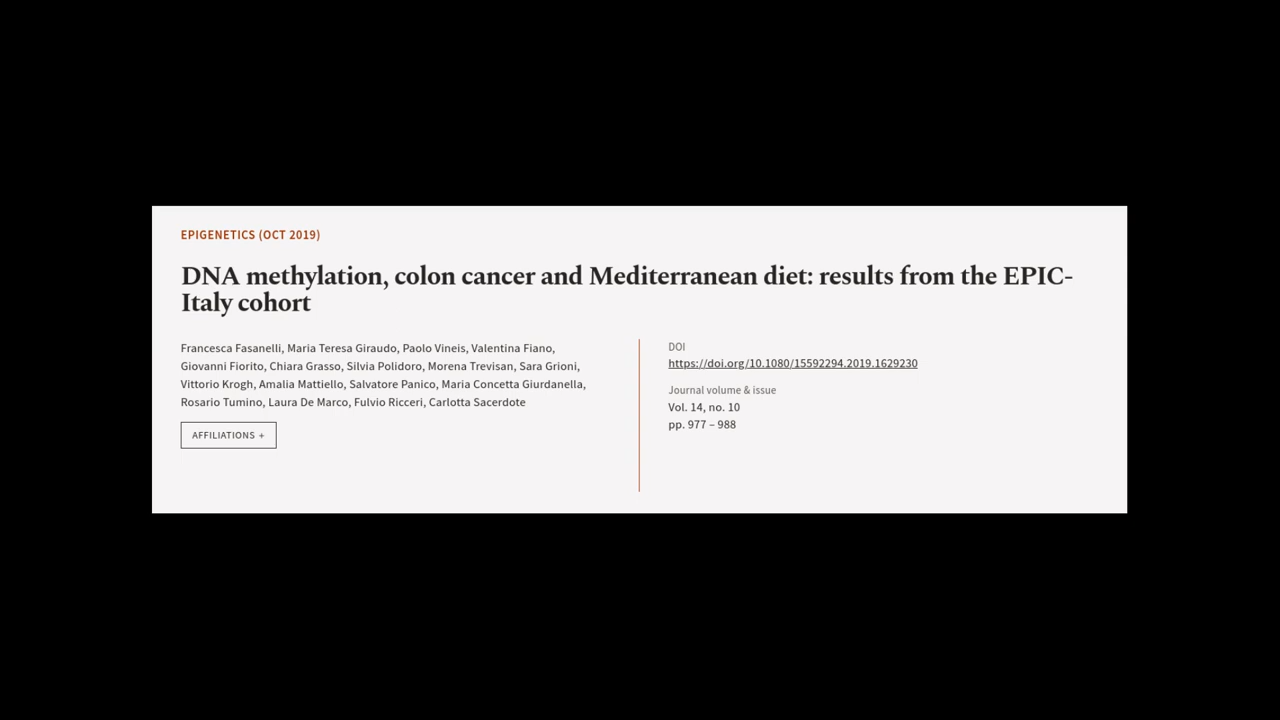 EPIGENETICS (OCT 2019)
DNA methylation, colon cancer and Mediterranean diet: results from the EPIC-
Italy cohort
Francesca Fasanelli, Maria Teresa Giraudo, Paolo Vineis, Valentina Fiano,
Giovanni Fiorito, Chiara Grasso, Silvia Polidoro, Morena Trevisan, Sara Grioni,
Vittorio Krogh, Amalia Mattiello, Salvatore Panico, Maria Concetta Giurdanella,
Rosario Tumino, Laura De Marco, Fulvio Ricceri, Carlotta Sacerdote
AFFILIATIONS +
DOI
https://doi.org/10.1080/15592294.2019.1629230
Journal volume & issue
Vol. 14, no. 10
pp. 977 – 988